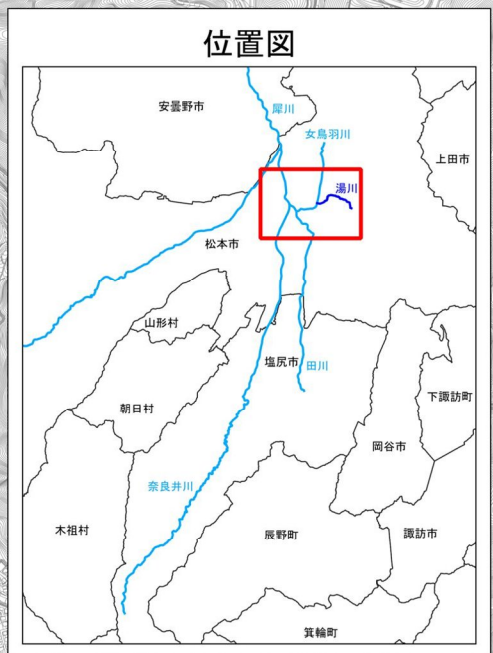 位置図
安曇野市
犀川
女鳥羽川
上田市
湯川
松本市
山形村
塩尻市
田川
朝日村
下諏訪町
岡谷市
奈良井川
木祖村
辰野町
諏訪市
箕輪町